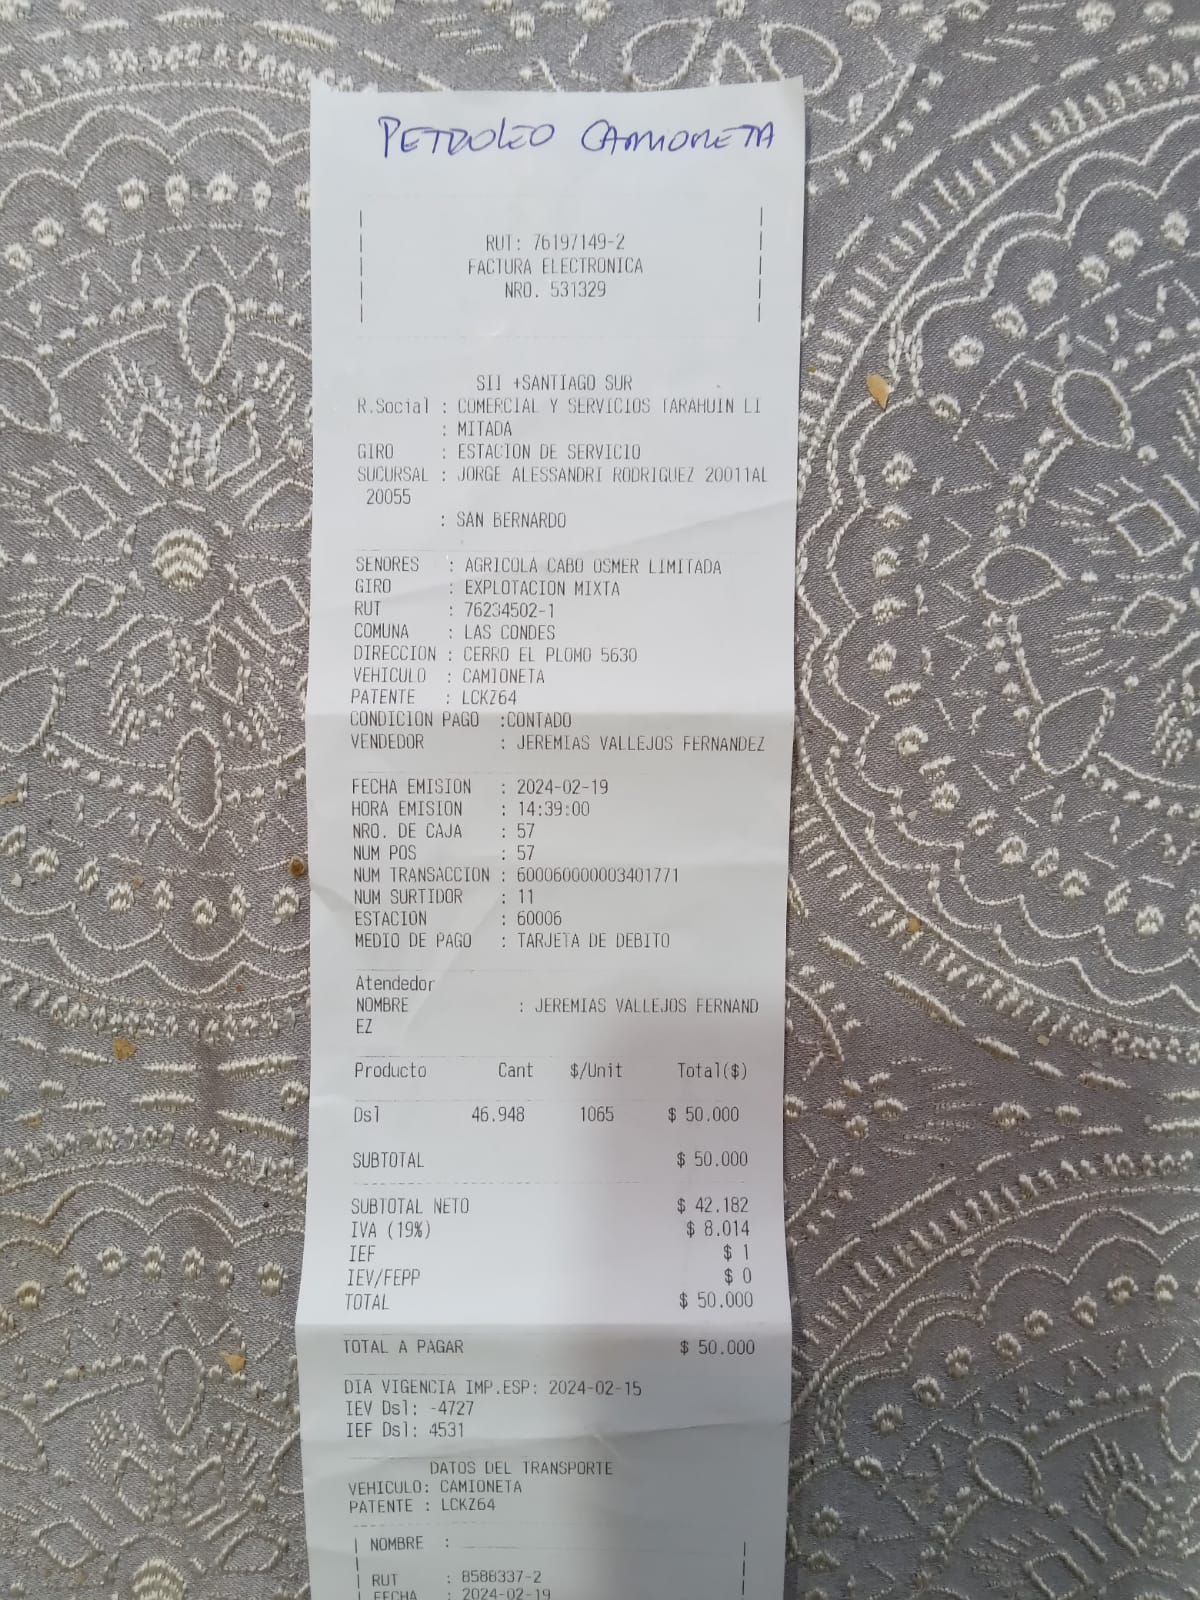 PETROLEO CAMIONETA
RUT: 76197149-2
FACTURA ELECTRONICA
NRO. 531329
SII +SANTIAGO SUR
R.Social : COMERCIAL Y SERVICIOS TARAHUIN LI
: MITADA
GIRO : ESTACION DE SERVICIO
SUCURSAL : JORGE ALESSANDRI RODRIGUEZ 20011AL
20055
: SAN BERNARDO
SENORES : AGRICOLA CABO OSMER LIMITADA
GIRO : EXPLOTACION MIXTA
RUT : 76234502-1
COMUNA : LAS CONDES
DIRECCION : CERRO EL PLOMO 5630
VEHICULO : CAMIONETA
PATENTE : LCKZ64
CONDICION PAGO :CONTADO
VENDEDOR : JEREMIAS VALLEJOS FERNANDEZ
FECHA EMISION : 2024-02-19
HORA EMISION : 14:39:00
NRO. DE CAJA : 57
NUM POS : 57
NUM TRANSACCION : 600060000003401771
NUM SURTIDOR : 11
ESTACION : 60006
MEDIO DE PAGO : TARJETA DE DEBITO
Atendedor
NOMBRE : JEREMIAS VALLEJOS FERNAND
EZ
Producto Cant $/Unit Total($)
Dsl 46.948 1065 $ 50.000
SUBTOTAL $ 50.000
SUBTOTAL NETO $ 42.182
IVA (19%) $ 8.014
IEF $ 1
IEV/FEPP $ 0
TOTAL $ 50.000
TOTAL A PAGAR $ 50.000
DIA VIGENCIA IMP.ESP: 2024-02-15
IEV Dsl: -4727
IEF Dsl: 4531
DATOS DEL TRANSPORTE
VEHICULO: CAMIONETA
PATENTE : LCKZ64
NOMBRE :
RUT : 8588337-2
FECHA : 2024-02-19